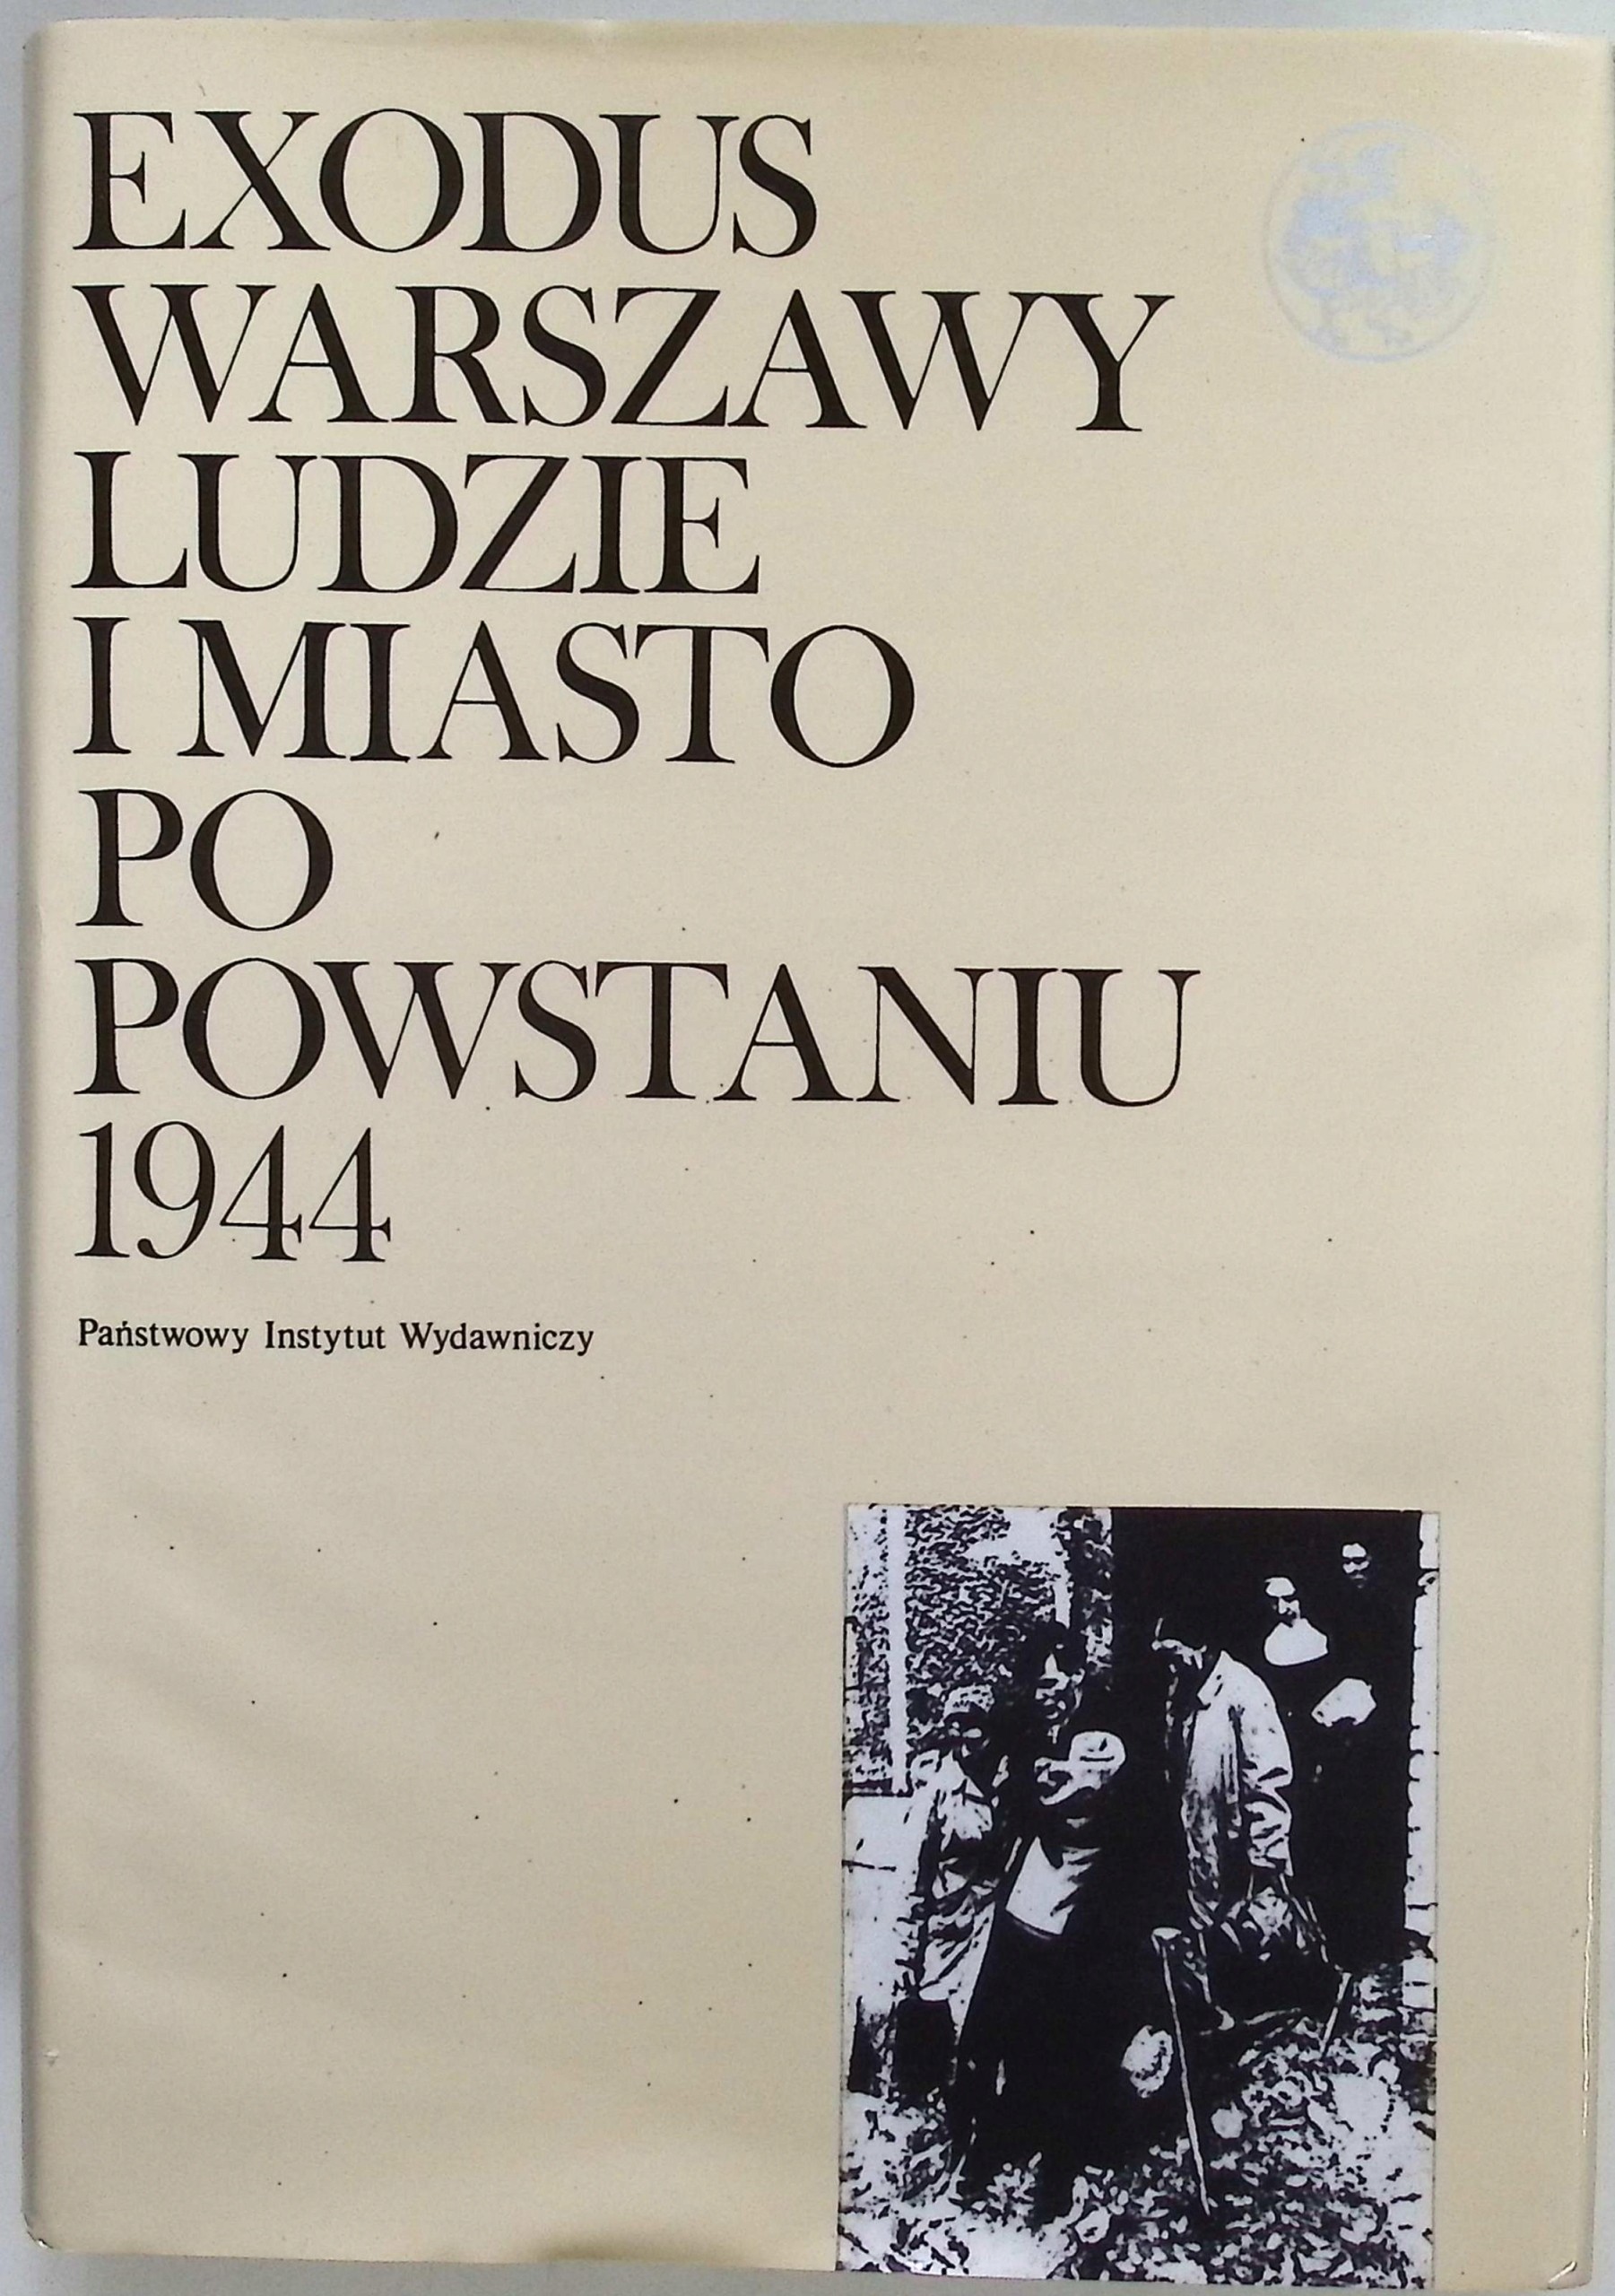 EXODUS
WARSZAWY
LUDZIE
I MIASTO
PO
POWSTANIU
1944
Państwowy Instytut Wydawniczy